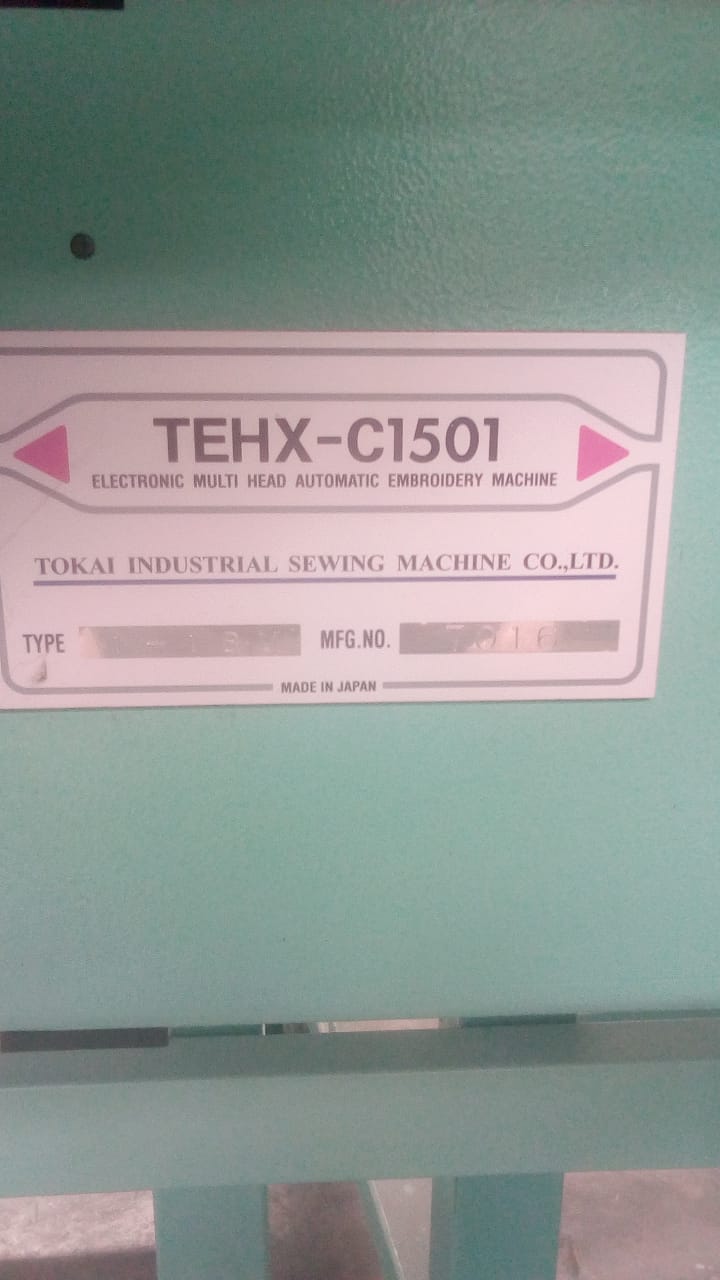 TEHX-C1501
ELECTRONIC MULTI HEAD AUTOMATIC EMBROIDERY MACHINE
TOKAI INDUSTRIAL SEWING MACHINE CO.,LTD.
TYPE MFG.NO. 7016
MADE IN JAPAN